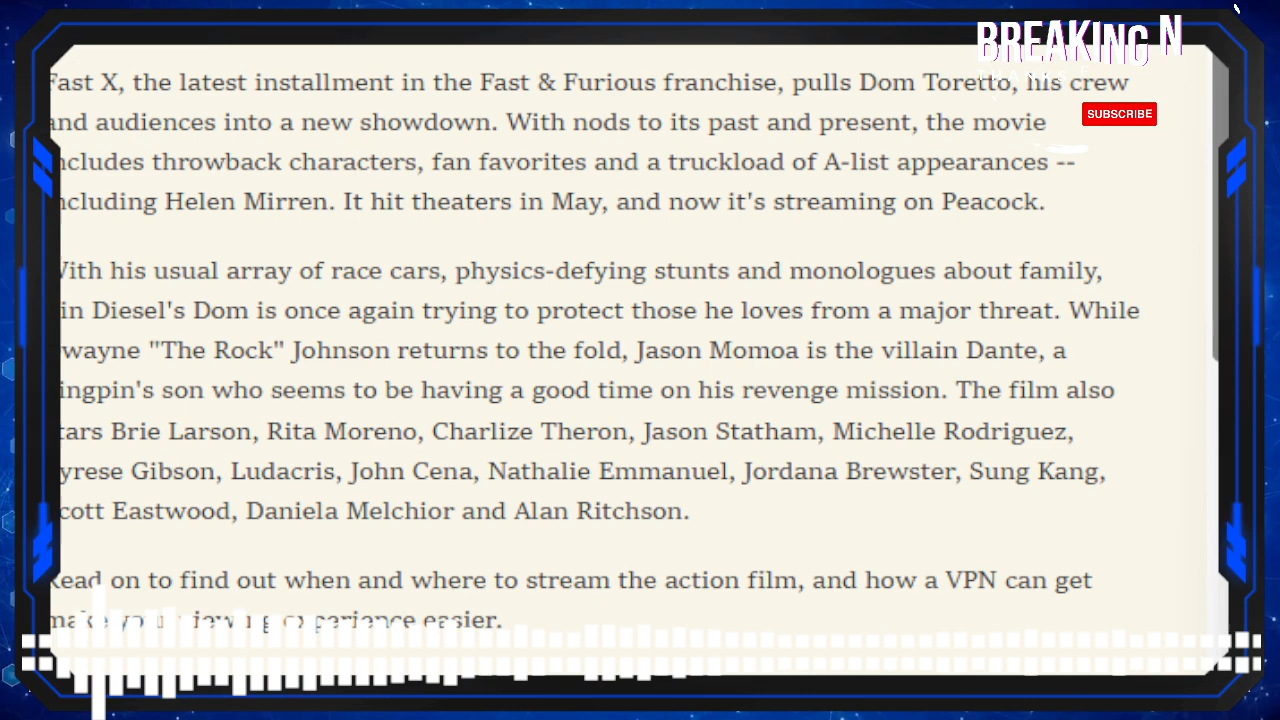 BREAKING N
THANKS F
SUBSCRIBE
Fast X, the latest installment in the Fast & Furious franchise, pulls Dom Toretto, his crew
and audiences into a new showdown. With nods to its past and present, the movie
ncludes throwback characters, fan favorites and a truckload of A-list appearances --
ncluding Helen Mirren. It hit theaters in May, and now it's streaming on Peacock.
With his usual array of race cars, physics-defying stunts and monologues about family,
in Diesel's Dom is once again trying to protect those he loves from a major threat. While
wayne "The Rock" Johnson returns to the fold, Jason Momoa is the villain Dante, a
ingpin's son who seems to be having a good time on his revenge mission. The film also
tars Brie Larson, Rita Moreno, Charlize Theron, Jason Statham, Michelle Rodriguez,
yrese Gibson, Ludacris, John Cena, Nathalie Emmanuel, Jordana Brewster, Sung Kang,
cott Eastwood, Daniela Melchior and Alan Ritchson.
Read on to find out when and where to stream the action film, and how a VPN can get
make your viewing experience easier.